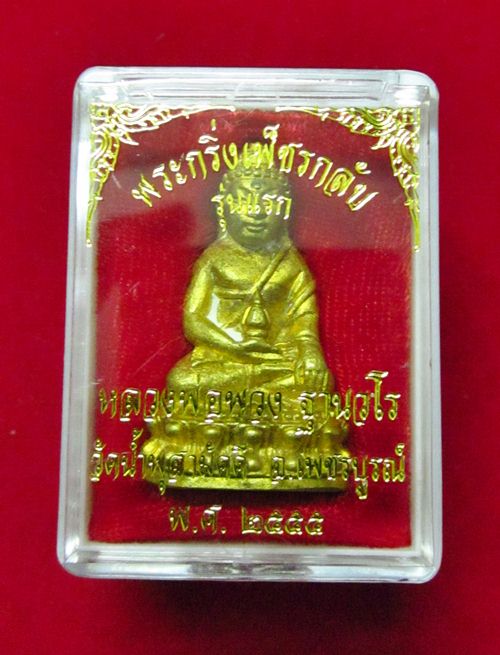 พระกริ่งเพ็ชรกลับ
รุ่นแรก
หลวงพ่อพวง ฐานวโร
วัดน้ำพุสามัคคี จ.เพชรบูรณ์
พ.ศ. ๒๕๕๕